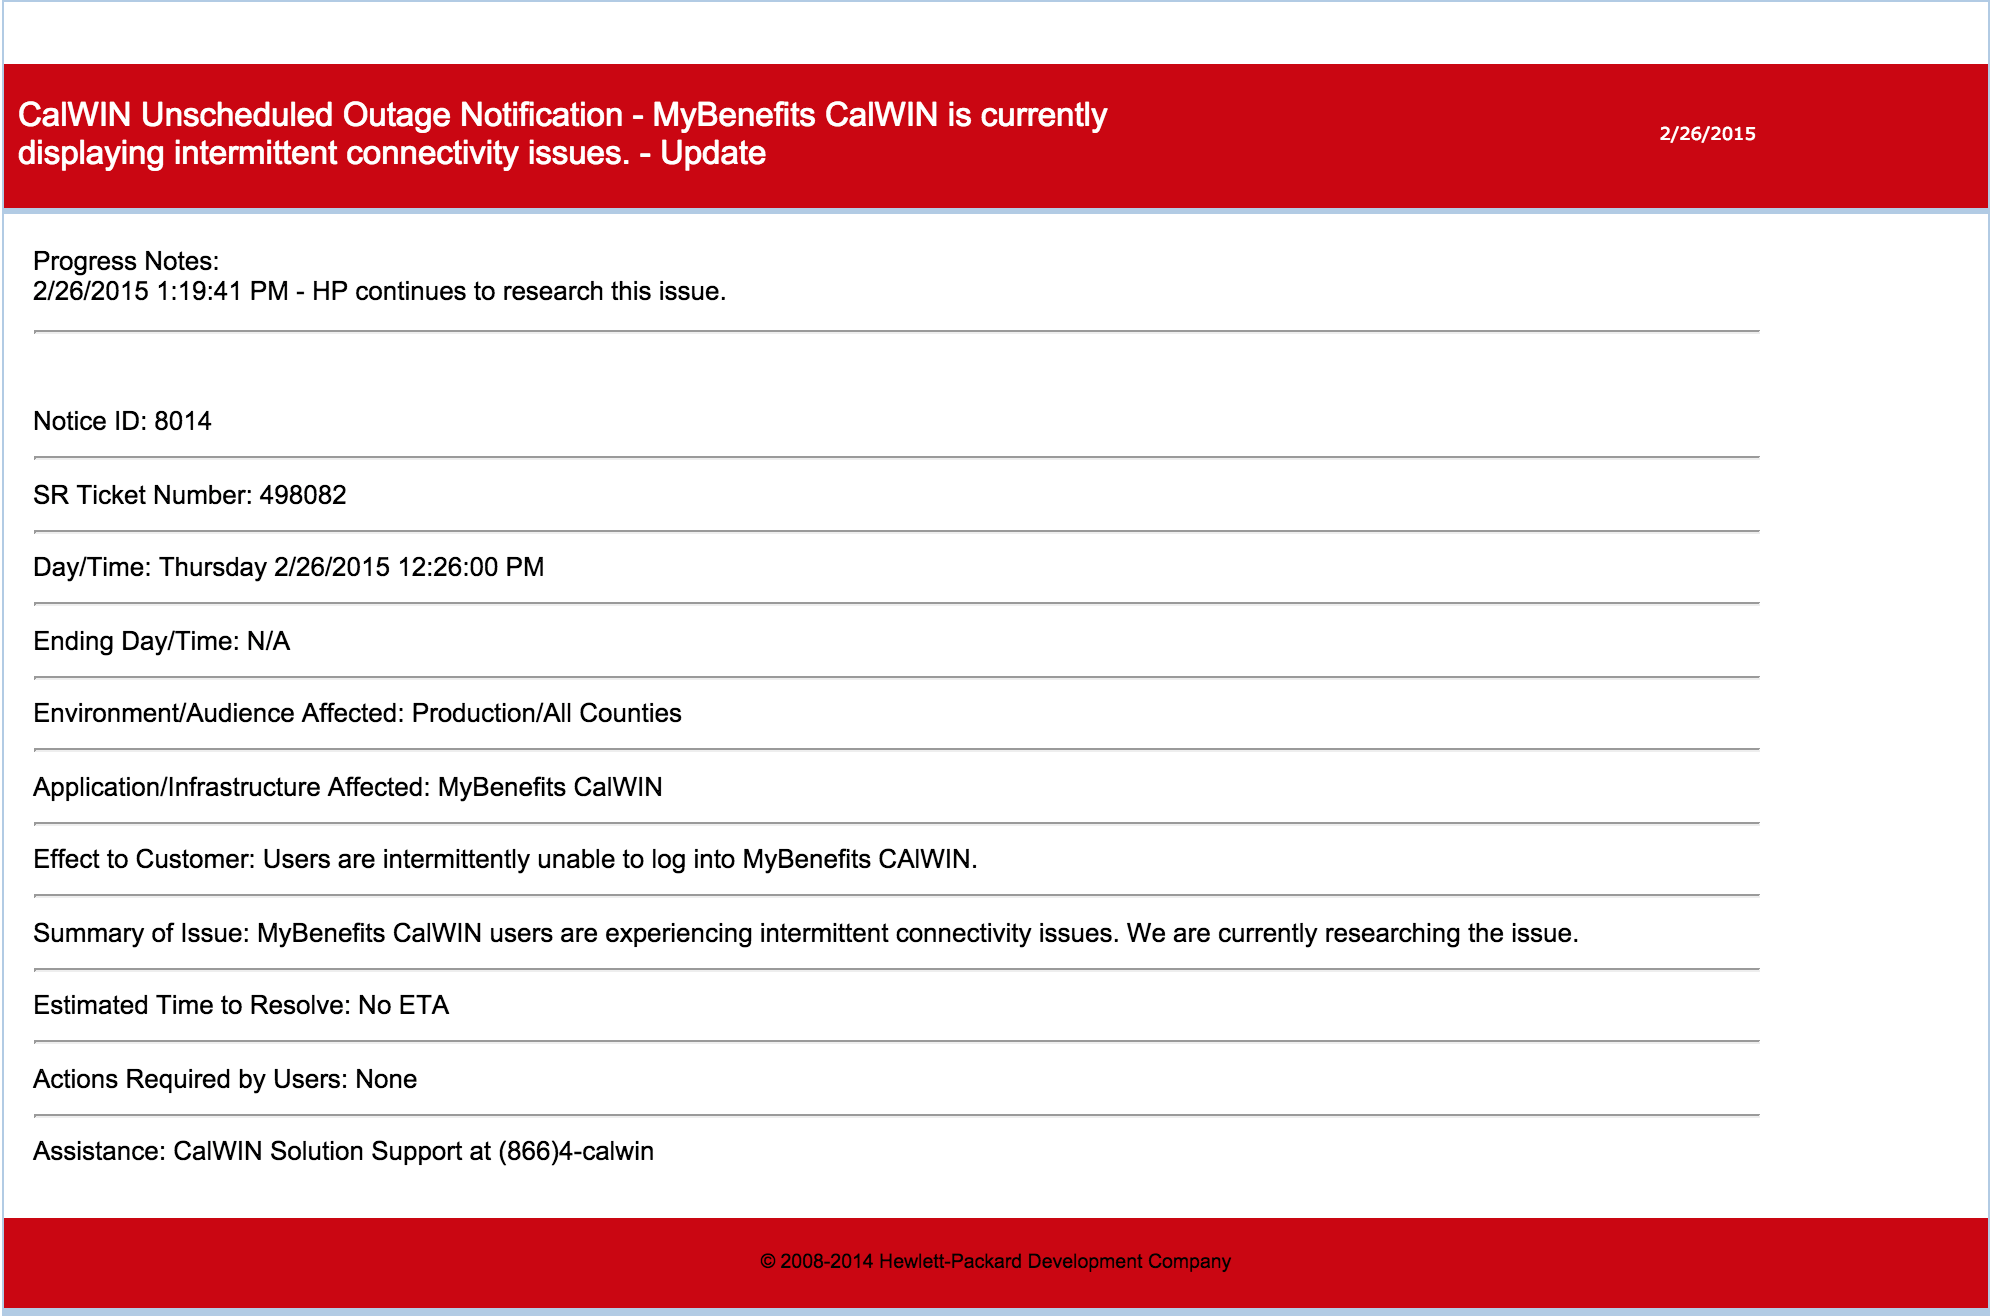 CalWIN Unscheduled Outage Notification - MyBenefits CalWIN is currently
displaying intermittent connectivity issues. - Update
2/26/2015
Progress Notes:
2/26/2015 1:19:41 PM - HP continues to research this issue.
Notice ID: 8014
SR Ticket Number: 498082
Day/Time: Thursday 2/26/2015 12:26:00 PM
Ending Day/Time: N/A
Environment/Audience Affected: Production/All Counties
Application/Infrastructure Affected: MyBenefits CalWIN
Effect to Customer: Users are intermittently unable to log into MyBenefits CAlWIN.
Summary of Issue: MyBenefits CalWIN users are experiencing intermittent connectivity issues. We are currently researching the issue.
Estimated Time to Resolve: No ETA
Actions Required by Users: None
Assistance: CalWIN Solution Support at (866)4-calwin
© 2008-2014 Hewlett-Packard Development Company